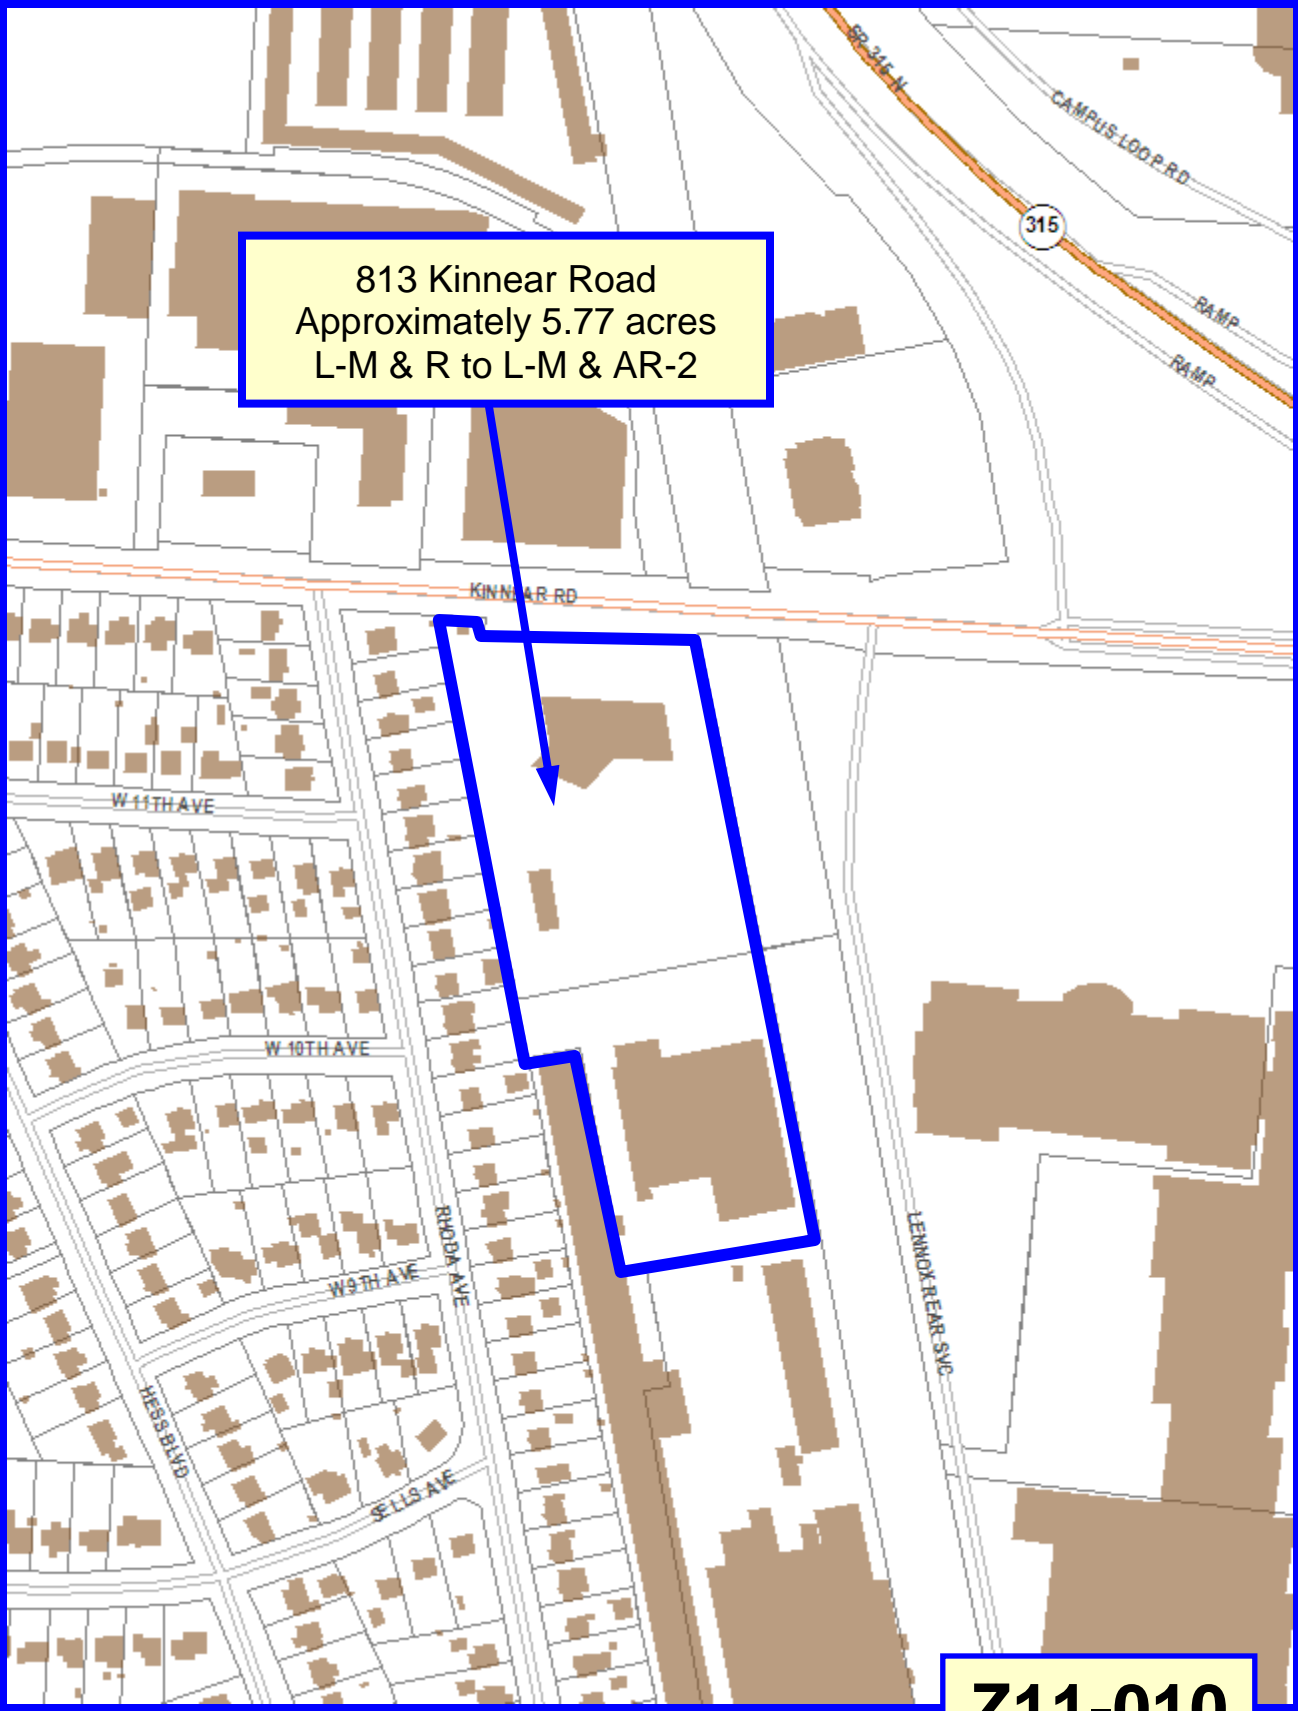 SR 315 N
CAMPUS LOOP RD
315
RAMP
RAMP
813 Kinnear Road
Approximately 5.77 acres
L-M & R to L-M & AR-2
KINNEAR RD
W 11TH AVE
W 10TH AVE
RHODA AVE
LENNOX REAR SVC
W 9TH AVE
HESS BLVD
SELLS AVE
Z11-010